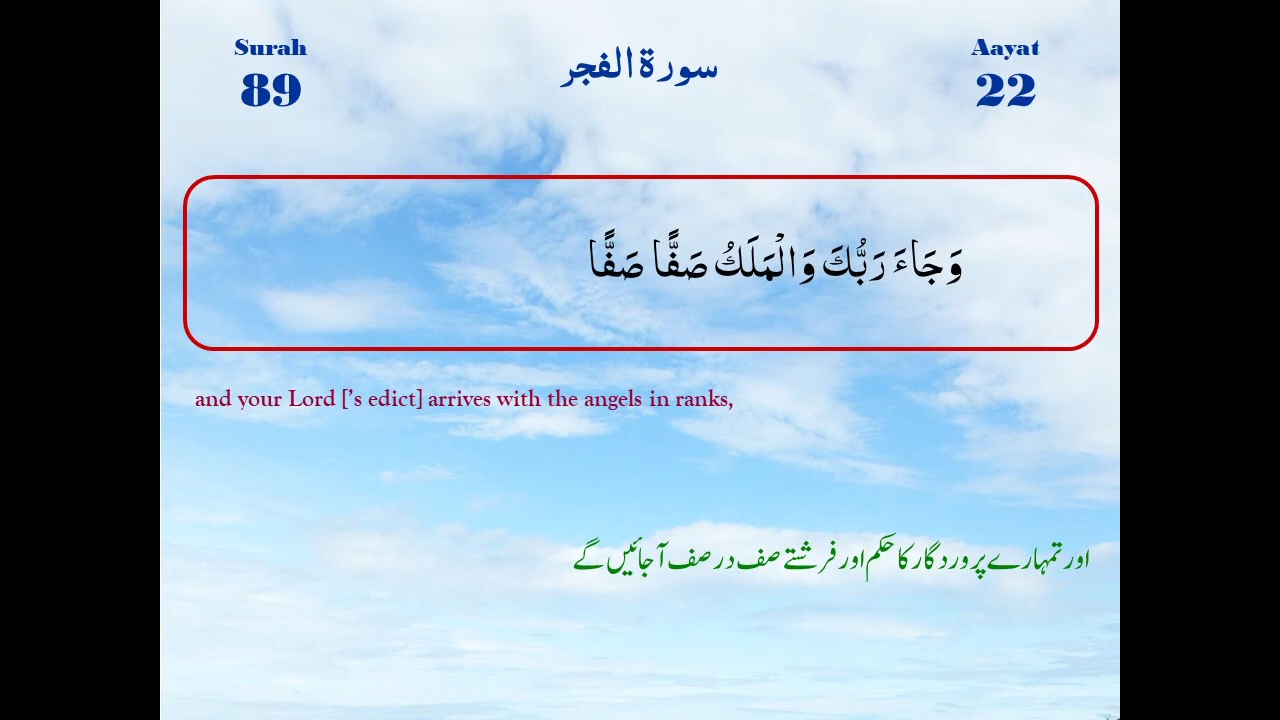 Surah
89
سورة الفجر
Aayat
22
وَجَاءَ رَبُّكَ وَالْمَلَكُ صَفًّا صَفًّا
and your Lord [’s edict] arrives with the angels in ranks,
اور تمہارے پروردگار کا حکم اور فرشتے صف در صف آجائیں گے